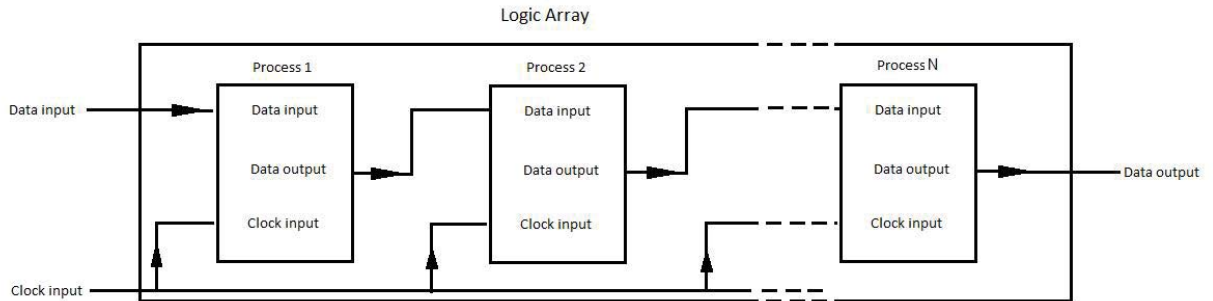 Logic Array
Process 1
Process 2
Process N
Data input
Data input
Data input
Data input
Data output
Data output
Data output
Data output
Clock input
Clock input
Clock input
Clock input